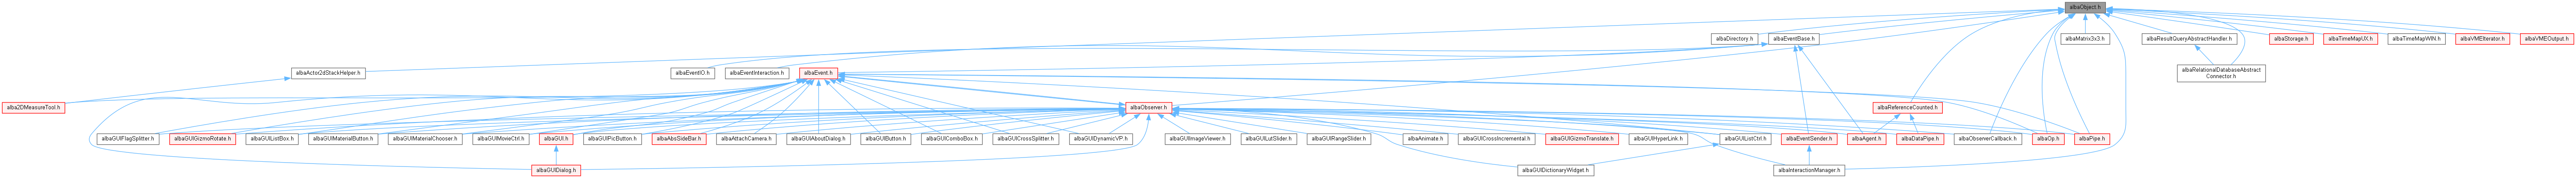 albaObject.h
albaDirectory.h
albaEventBase.h
albaMatrix3x3.h
albaResultQueryAbstractHandler.h
albaStorage.h
albaTimeMapUX.h
albaTimeMapWIN.h
albaVMEIterator.h
albaVMEOutput.h
albaActor2dStackHelper.h
albaEventIO.h
albaEventInteraction.h
albaEvent.h
albaRelationalDatabaseAbstract
Connector.h
alba2DMeasureTool.h
albaObserver.h
albaReferenceCounted.h
albaGUIFlagSplitter.h
albaGUIGizmoRotate.h
albaGUIListBox.h
albaGUIMaterialButton.h
albaGUIMaterialChooser.h
albaGUIMovieCtrl.h
albaGUI.h
albaGUIPicButton.h
albaAbsSideBar.h
albaAttachCamera.h
albaGUIAboutDialog.h
albaGUIButton.h
albaGUIComboBox.h
albaGUICrossSplitter.h
albaGUIDynamicVP.h
albaGUIImageViewer.h
albaGUILutSlider.h
albaGUIRangeSlider.h
albaAnimate.h
albaGUICrossIncremental.h
albaGUIGizmoTranslate.h
albaGUIHyperLink.h
albaGUIListCtrl.h
albaEventSender.h
albaAgent.h
albaDataPipe.h
albaObserverCallback.h
albaOp.h
albaPipe.h
albaGUIDialog.h
albaGUIDictionaryWidget.h
albaInteractionManager.h